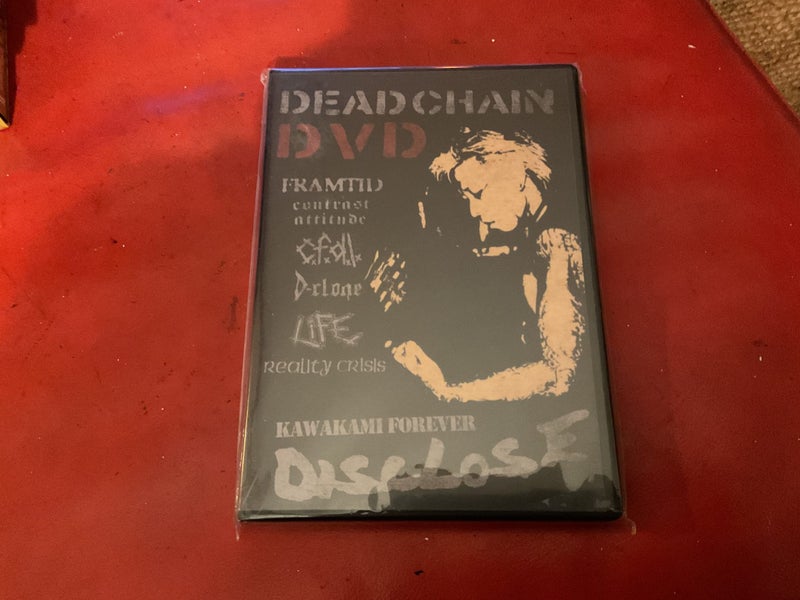 DEADCHAIN
DVD
FRAMTID
contrast
attitude
c.f.d.l.
D-clone
LiFE
Reality Crisis
KAWAKAMI FOREVER
DISCLOSE